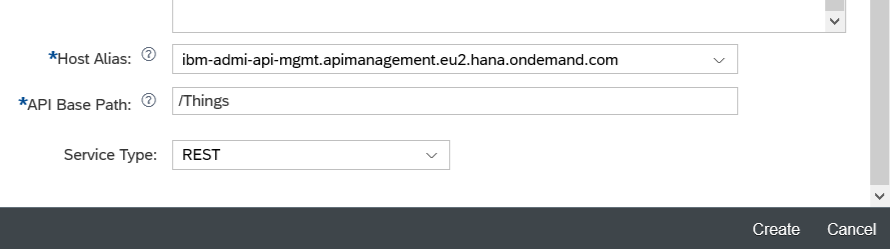 *Host Alias: ? ibm-admi-api-mgmt.apimanagement.eu2.hana.ondemand.com
*API Base Path: ? /Things
Service Type: REST
Create Cancel